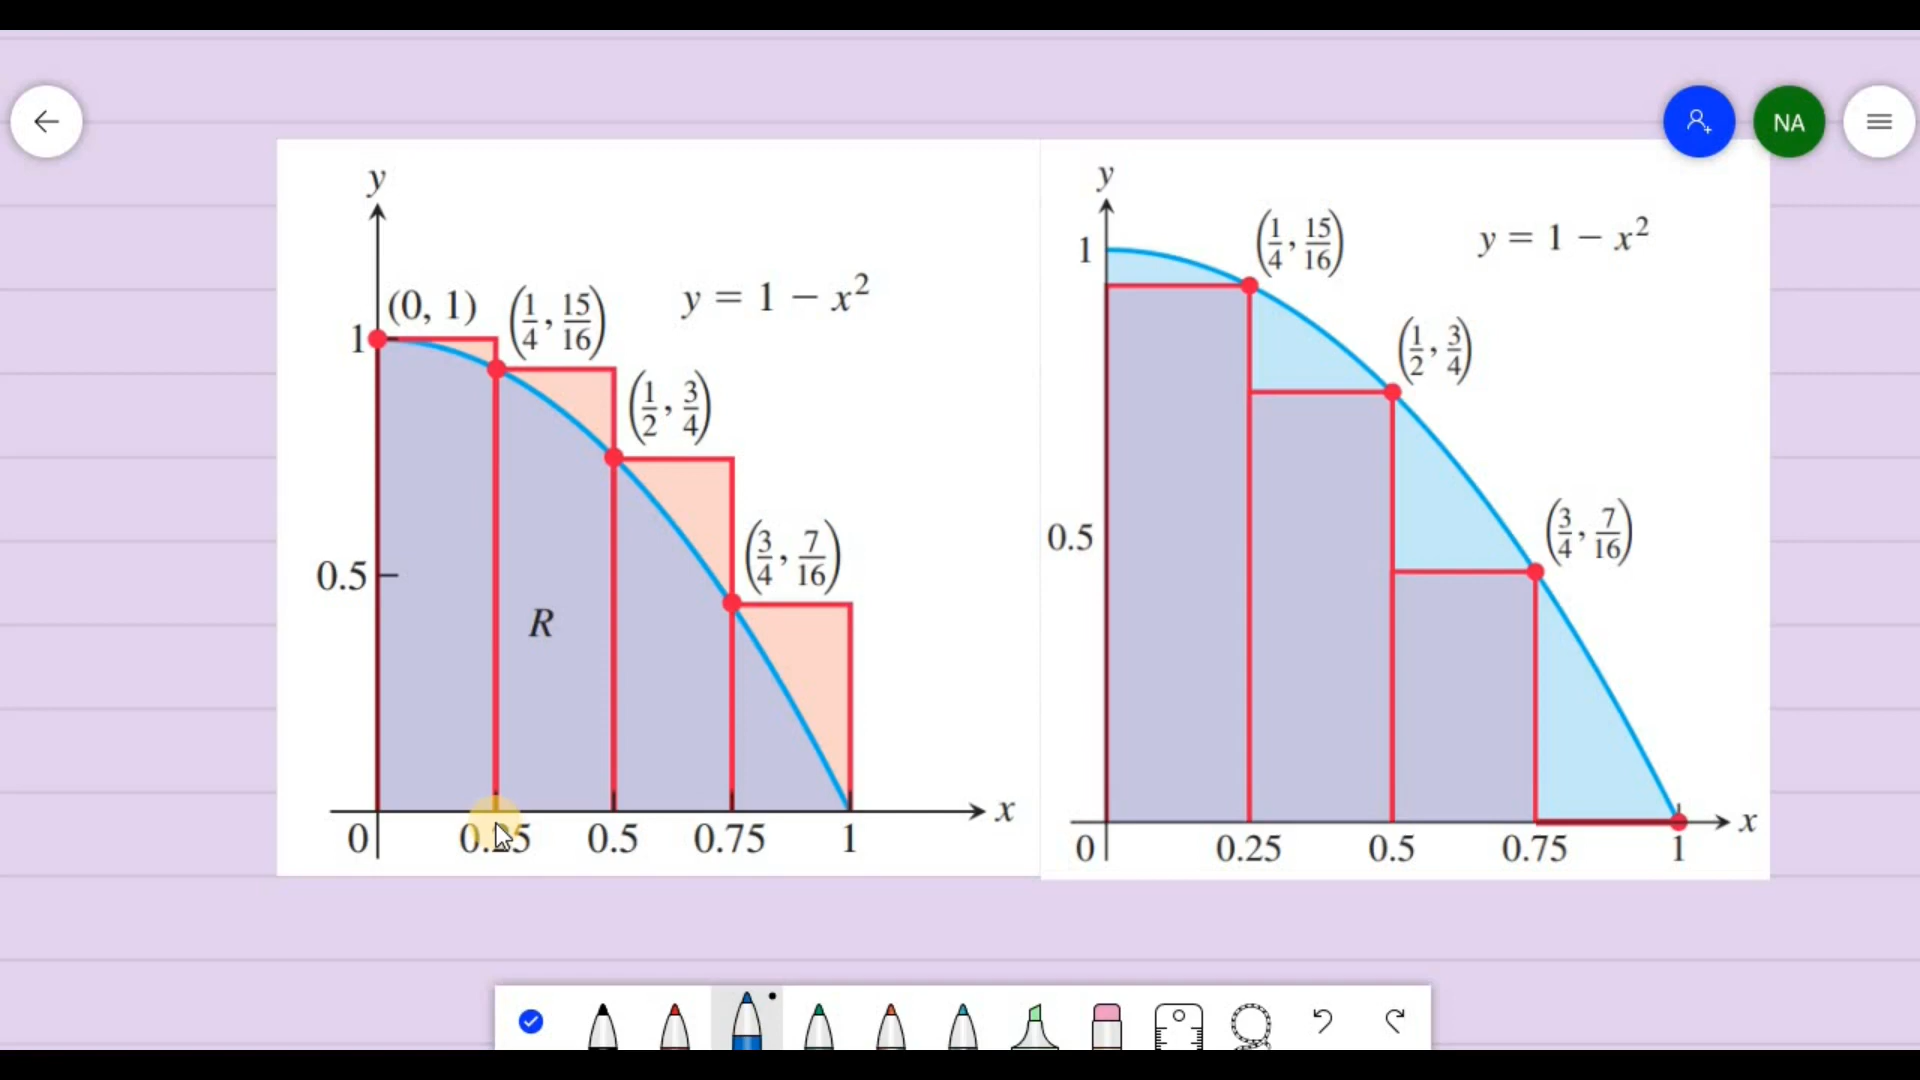 NA
y
(0, 1)
(1/4, 15/16)
y = 1 − x²
1
(1/2, 3/4)
(3/4, 7/16)
0.5
R
x
0 0.25 0.5 0.75 1
y
(1/4, 15/16)
y = 1 − x²
1
(1/2, 3/4)
0.5
(3/4, 7/16)
x
0 0.25 0.5 0.75 1